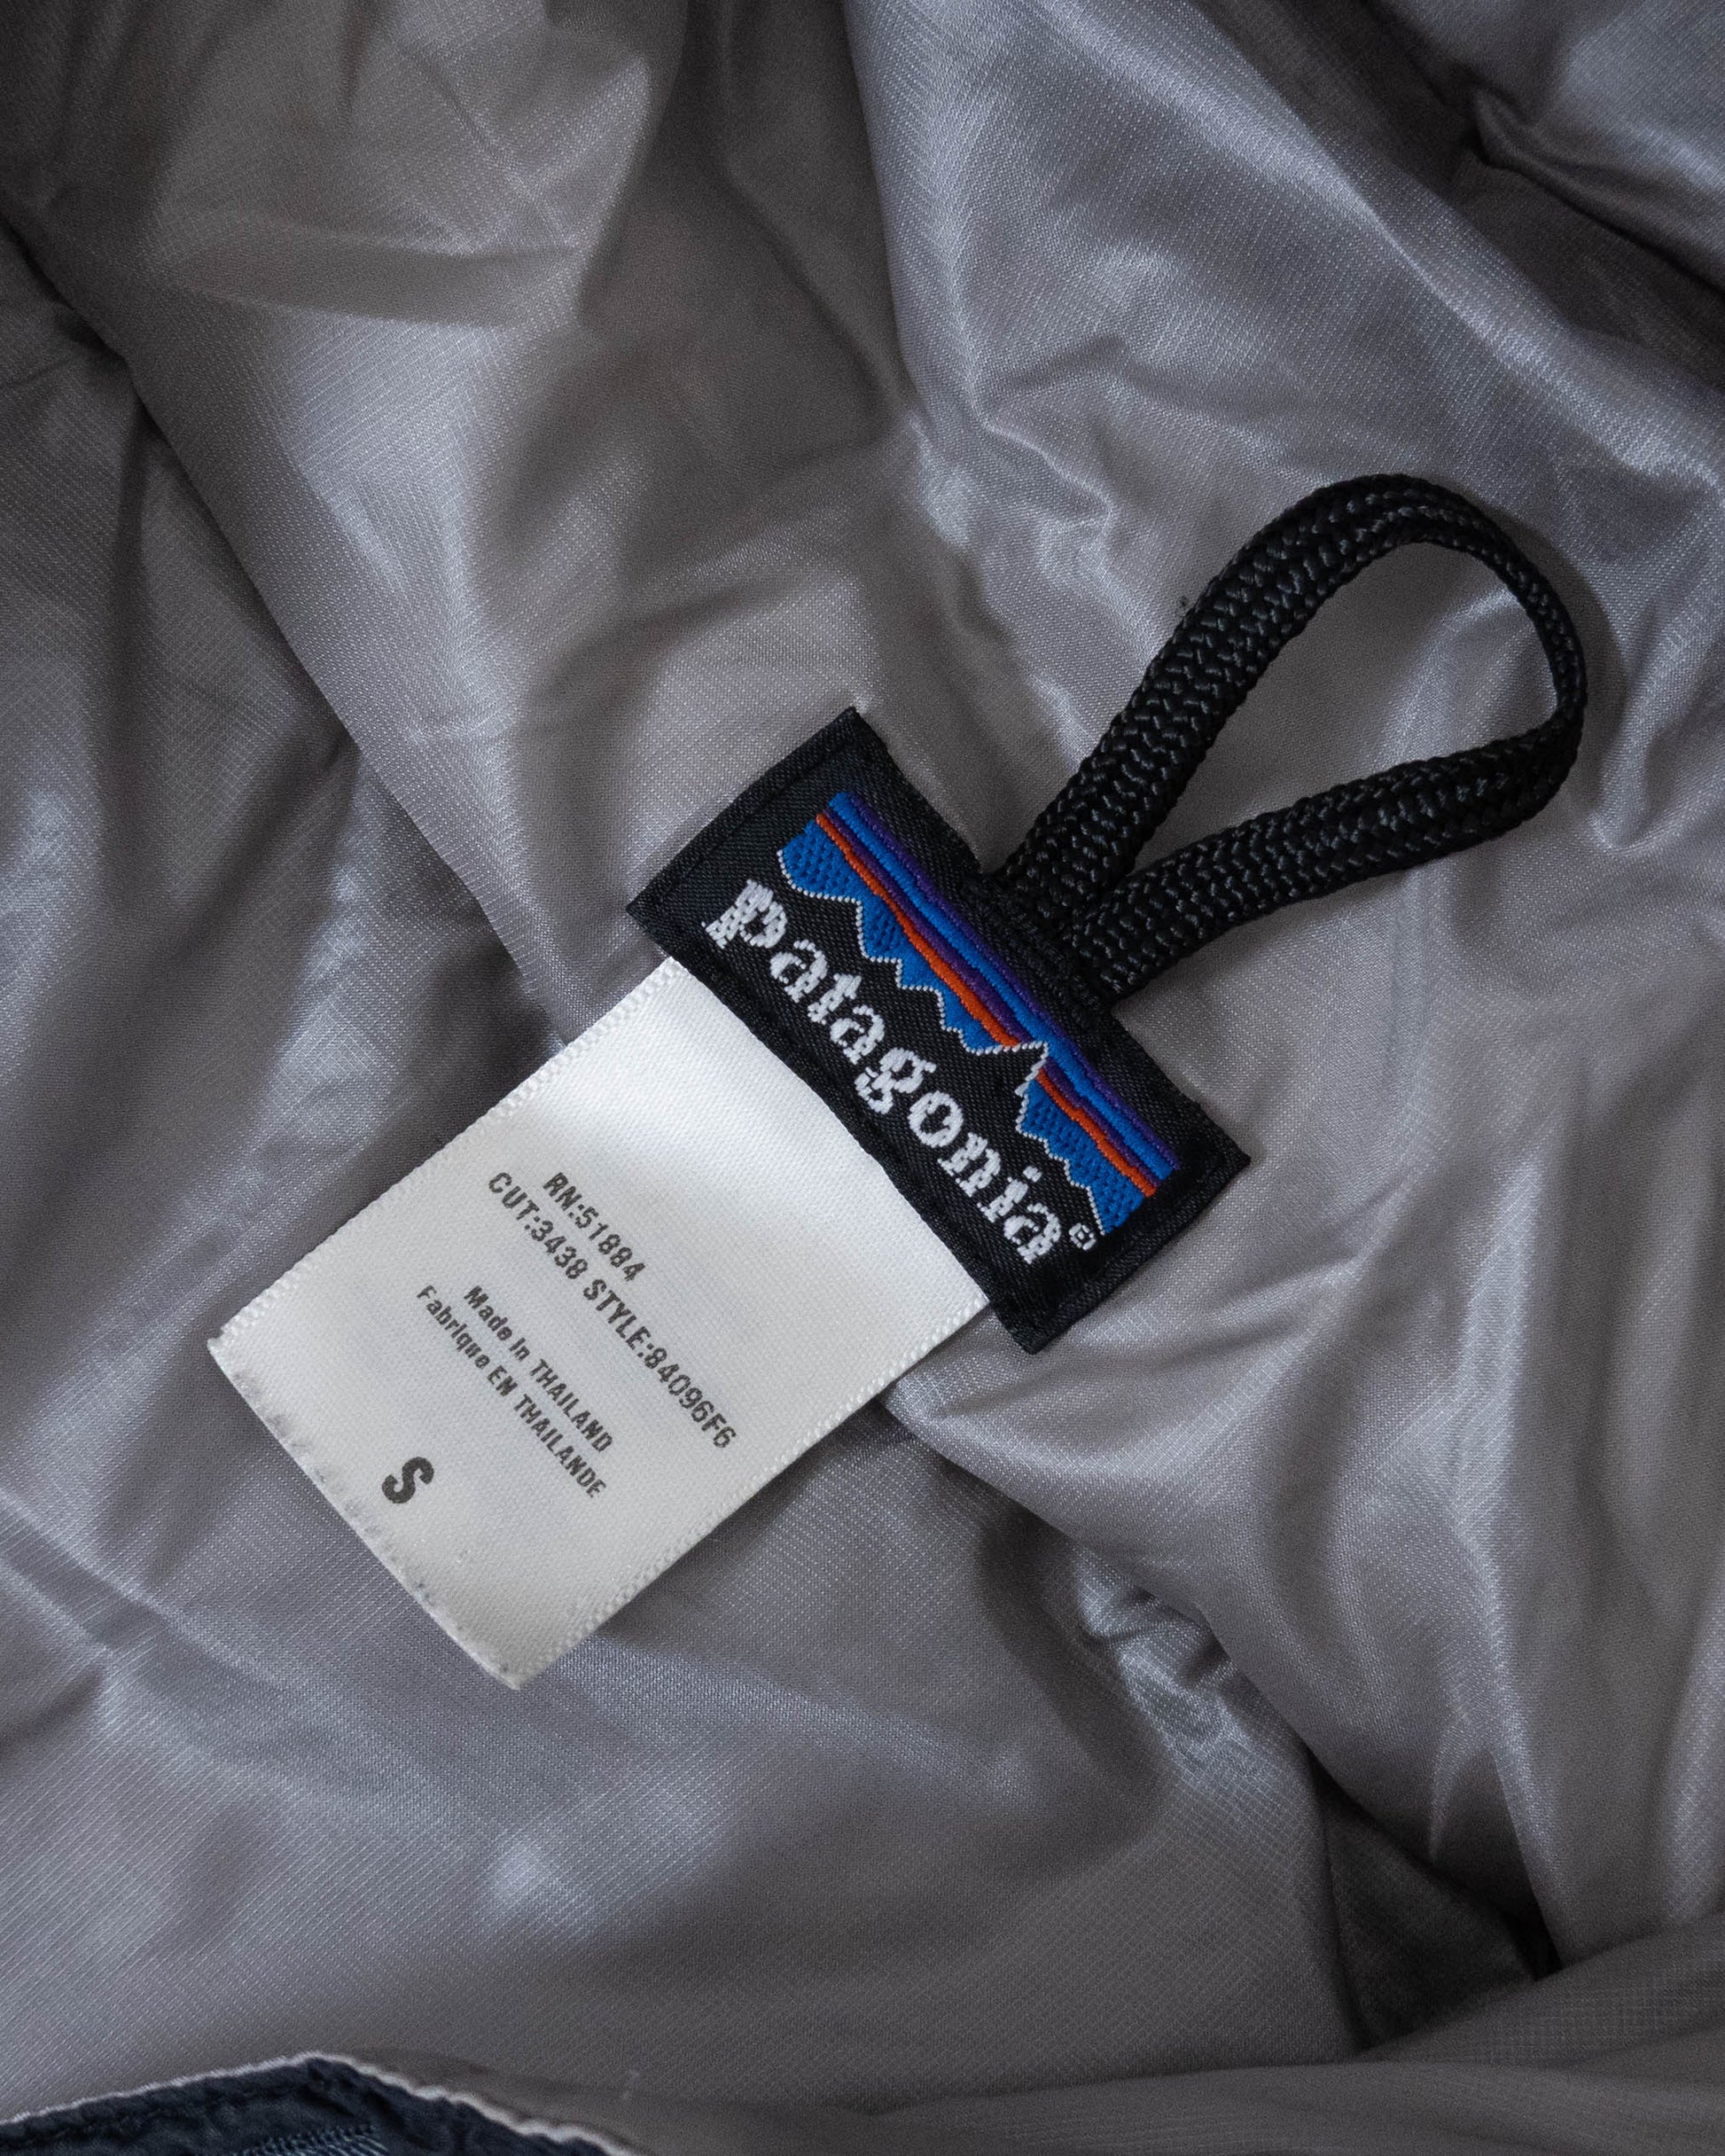 patagonia®
RN:51884
CUT:3438 STYLE:84096F6
Made In THAILAND
Fabrique EN THAILANDE
S